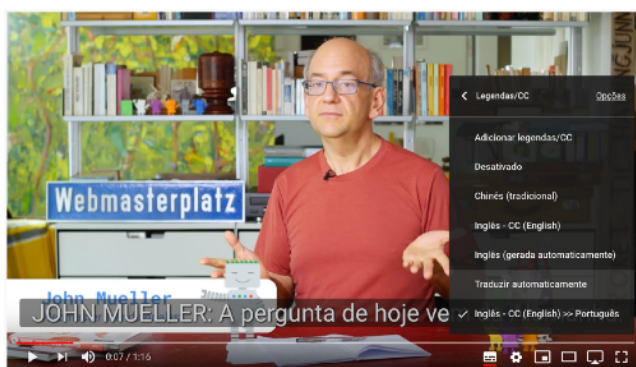 Legendas/CC
Opções
Adicionar legendas/CC
Desativado
Chinês (tradicional)
Inglês - CC (English)
Inglês (gerada automaticamente)
Traduzir automaticamente
Inglês - CC (English) >> Português
Webmasterplatz
John Mueller
JOHN MUELLER: A pergunta de hoje ve
0:07 / 1:16